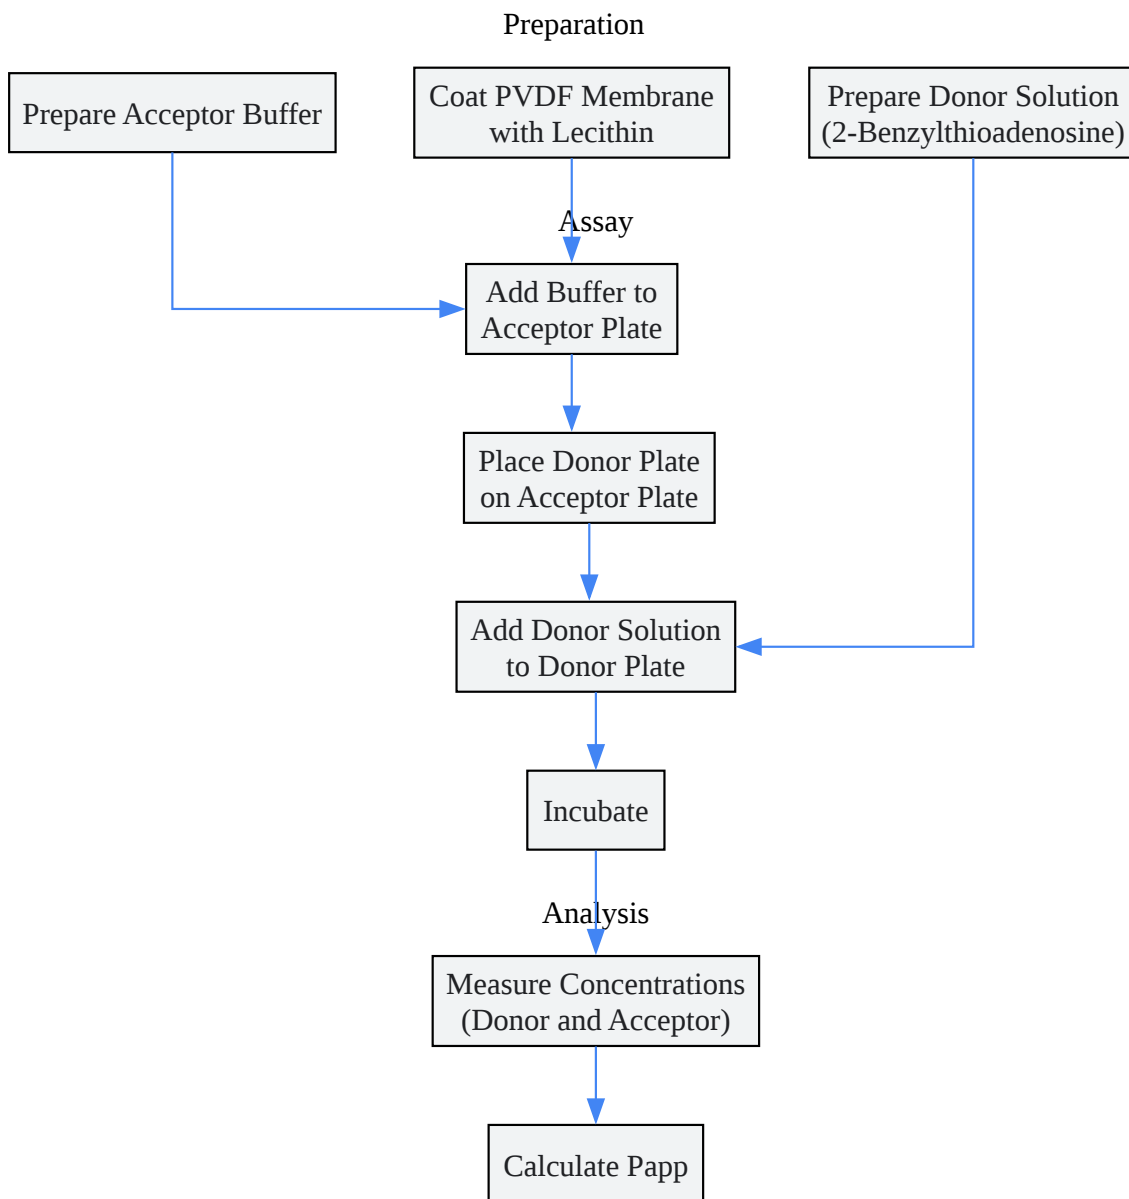 Preparation
Prepare Acceptor Buffer
Coat PVDF Membrane
with Lecithin
Prepare Donor Solution
(2-Benzylthioadenosine)
Assay
Add Buffer to
Acceptor Plate
Place Donor Plate
on Acceptor Plate
Add Donor Solution
to Donor Plate
Incubate
Analysis
Measure Concentrations
(Donor and Acceptor)
Calculate Papp